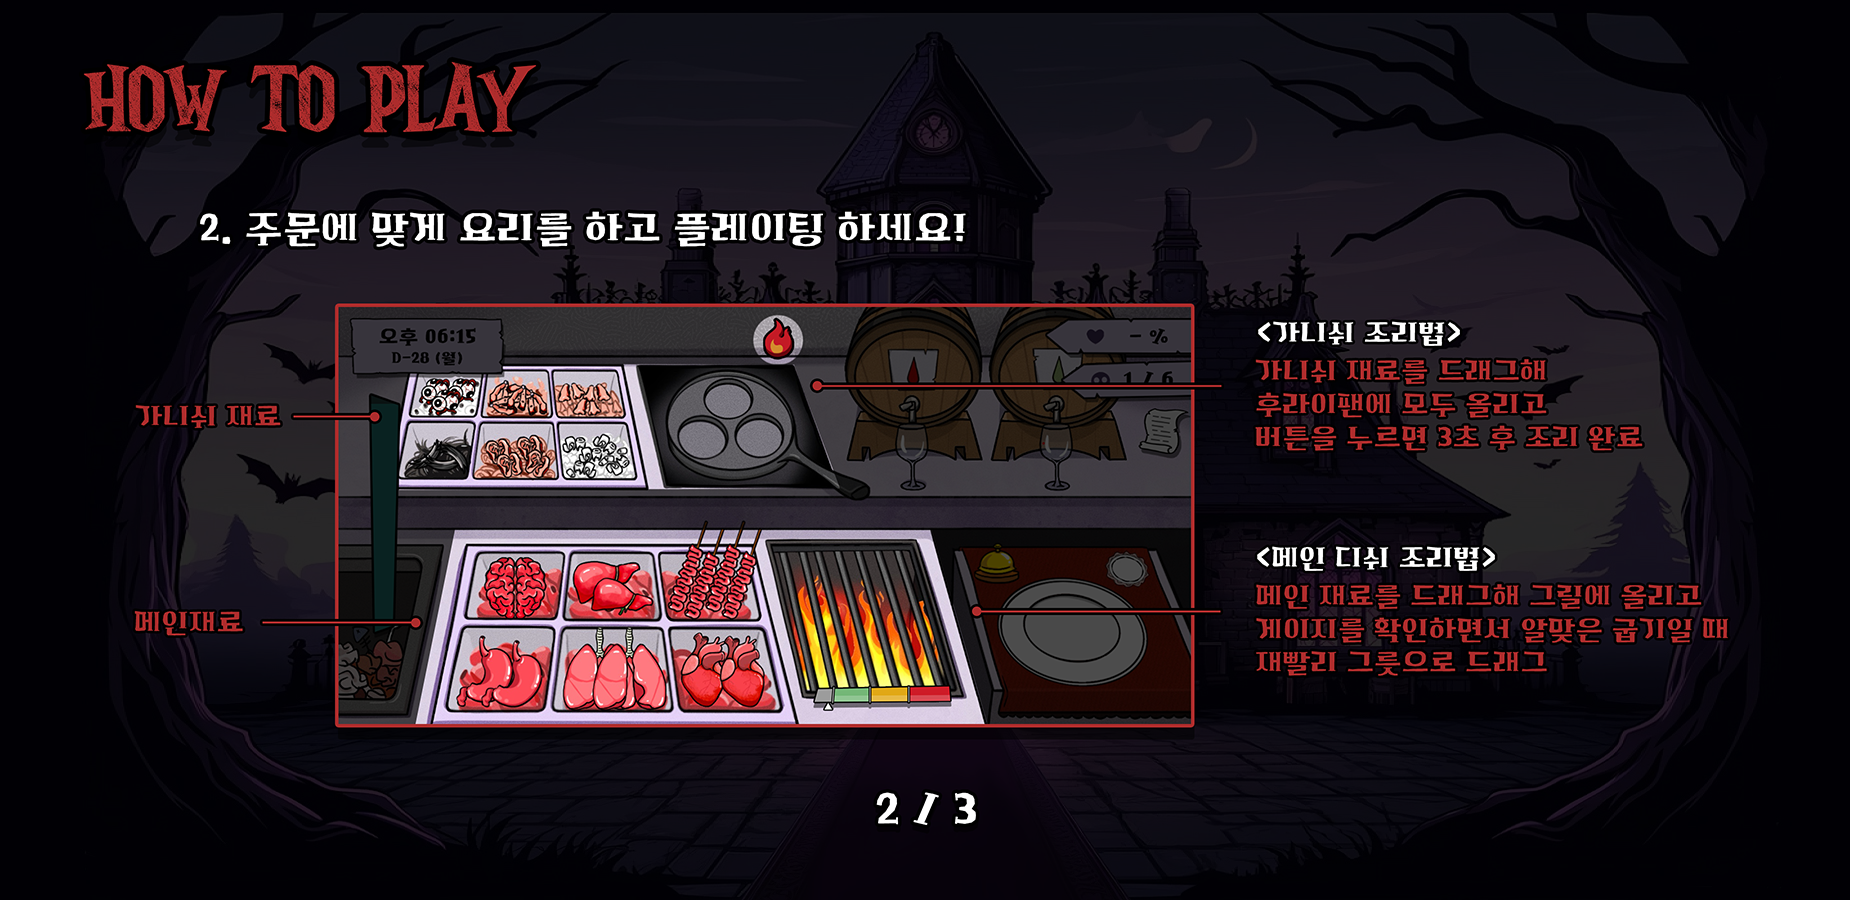 HOW TO PLAY
2. 주문에 맞게 요리를 하고 플레이팅 하세요!
오후 06:15
D-28 (월)
- %
1 / 6
가니쉬 재료
메인재료
<가니쉬 조리법>
가니쉬 재료를 드래그해
후라이팬에 모두 올리고
버튼을 누르면 3초 후 조리 완료
<메인 디쉬 조리법>
메인 재료를 드래그해 그릴에 올리고
게이지를 확인하면서 알맞은 굽기일 때
재빨리 그릇으로 드래그
2 / 3